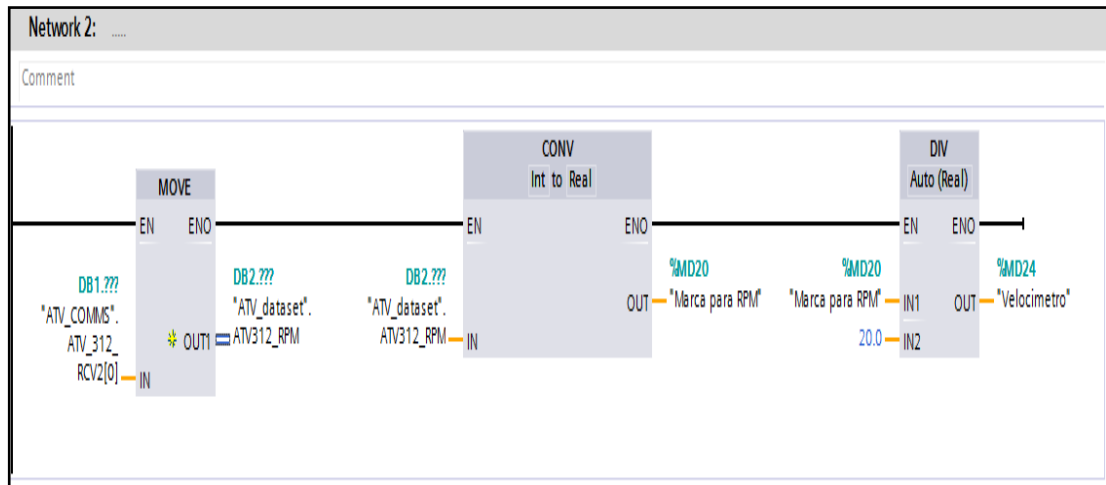 Network 2: .....
Comment
MOVE
EN ENO
DB1.???
"ATV_COMMS".
ATV_312_
RCV2[0]
IN
OUT1
DB2.???
"ATV_dataset".
ATV312_RPM
CONV
Int to Real
EN ENO
DB2.???
"ATV_dataset".
ATV312_RPM
IN
%MD20
OUT
"Marca para RPM"
DIV
Auto (Real)
EN ENO
%MD20
"Marca para RPM"
IN1
20.0
IN2
%MD24
OUT
"Velocimetro"